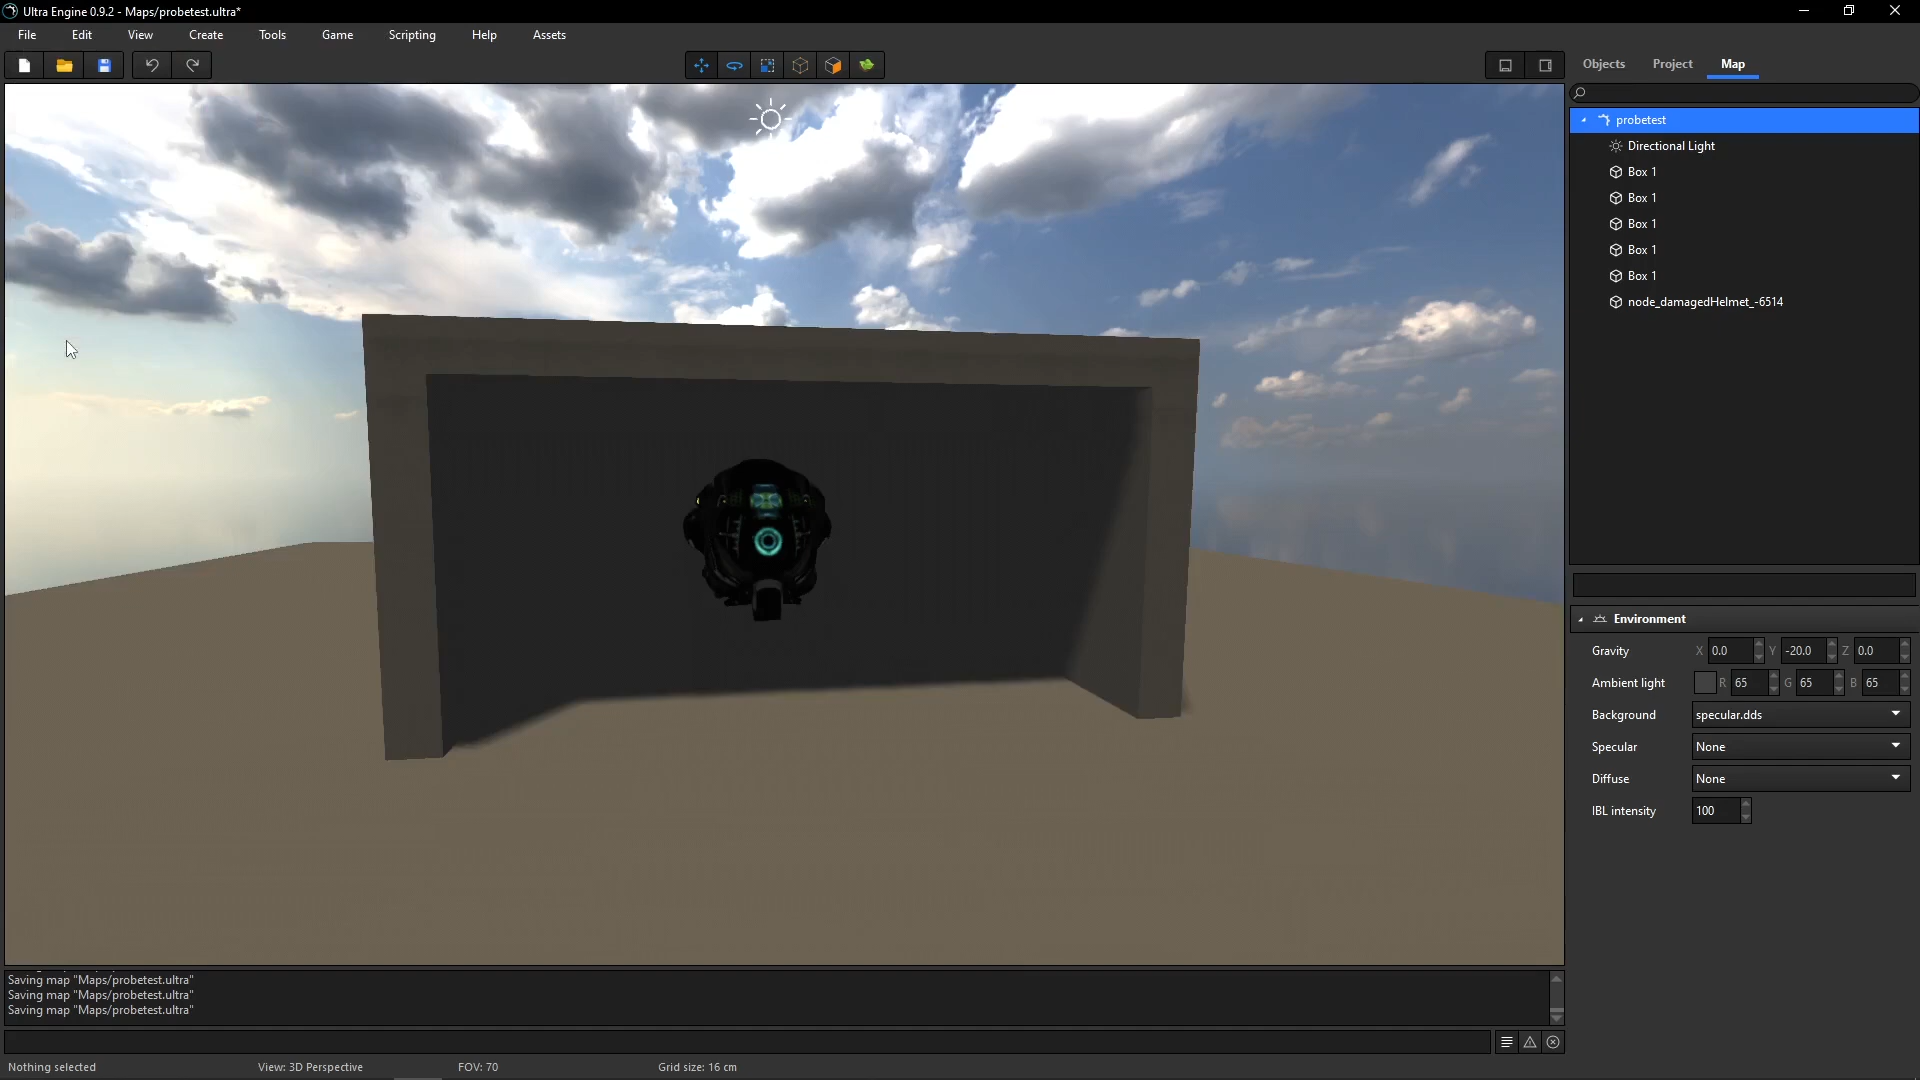 Ultra Engine 0.9.2 - Maps/probetest.ultra*
File Edit View Create Tools Game Scripting Help Assets
Objects Project Map
probetest
Directional Light
Box 1
Box 1
Box 1
Box 1
Box 1
node_damagedHelmet_-6514
Environment
Gravity X 0.0 Y -20.0 Z 0.0
Ambient light R 65 G 65 B 65
Background specular.dds
Specular None
Diffuse None
IBL intensity 100
Saving map "Maps/probetest.ultra"
Saving map "Maps/probetest.ultra"
Saving map "Maps/probetest.ultra"
Nothing selected View: 3D Perspective FOV: 70 Grid size: 16 cm